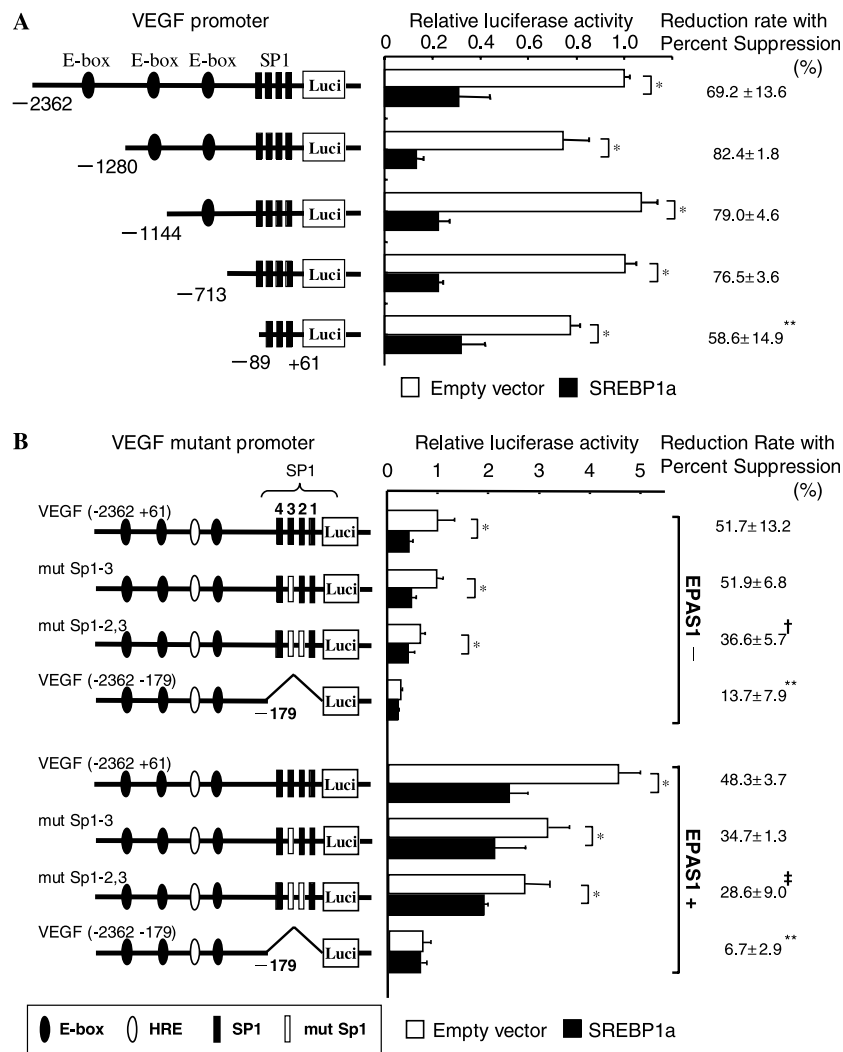 A
VEGF promoter
Relative luciferase activity
Reduction rate with
Percent Suppression
(%)
E-box E-box E-box SP1
0 0.2 0.4 0.6 0.8 1.0
Luci
−2362
*
69.2 ±13.6
Luci
−1280
*
82.4±1.8
Luci
−1144
*
79.0±4.6
Luci
−713
*
76.5±3.6
Luci
−89 +61
*
58.6±14.9**
Empty vector SREBP1a
B
VEGF mutant promoter
Relative luciferase activity
Reduction Rate with
Percent Suppression
(%)
SP1
4 3 2 1
0 1 2 3 4 5
VEGF (-2362 +61)
Luci
*
51.7±13.2
mut Sp1-3
Luci
*
51.9±6.8
mut Sp1-2,3
Luci
*
36.6±5.7†
VEGF (-2362 -179)
−179
Luci
13.7±7.9**
EPAS1 −
VEGF (-2362 +61)
Luci
*
48.3±3.7
mut Sp1-3
Luci
*
34.7±1.3
mut Sp1-2,3
Luci
*
28.6±9.0‡
VEGF (-2362 -179)
−179
Luci
6.7±2.9**
EPAS1 +
E-box HRE SP1 mut Sp1
Empty vector SREBP1a